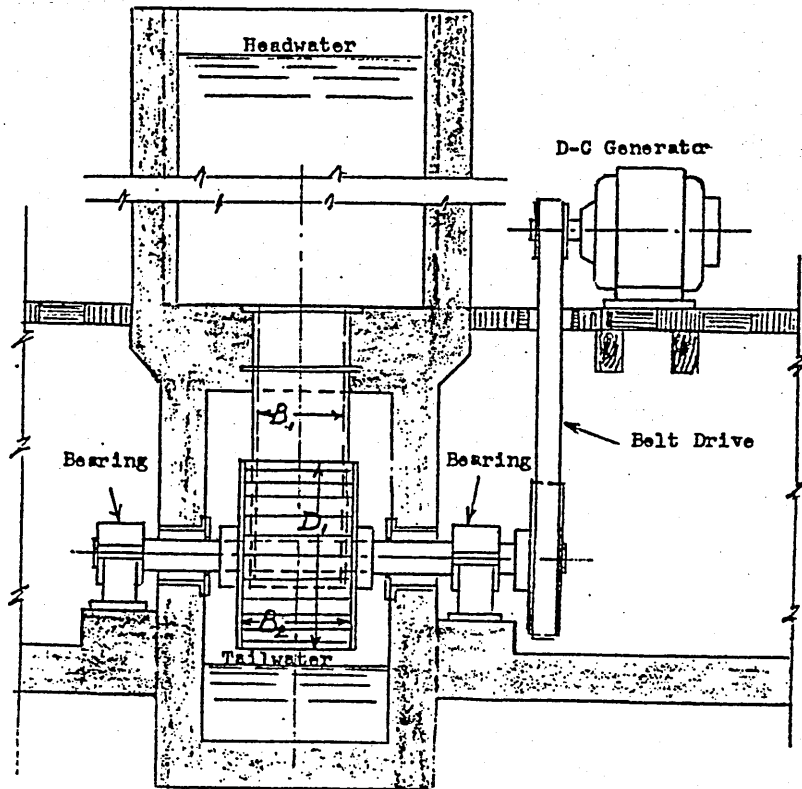 Headwater
D-C Generator
B1
Belt Drive
Bearing
Bearing
D1
B2
Tailwater